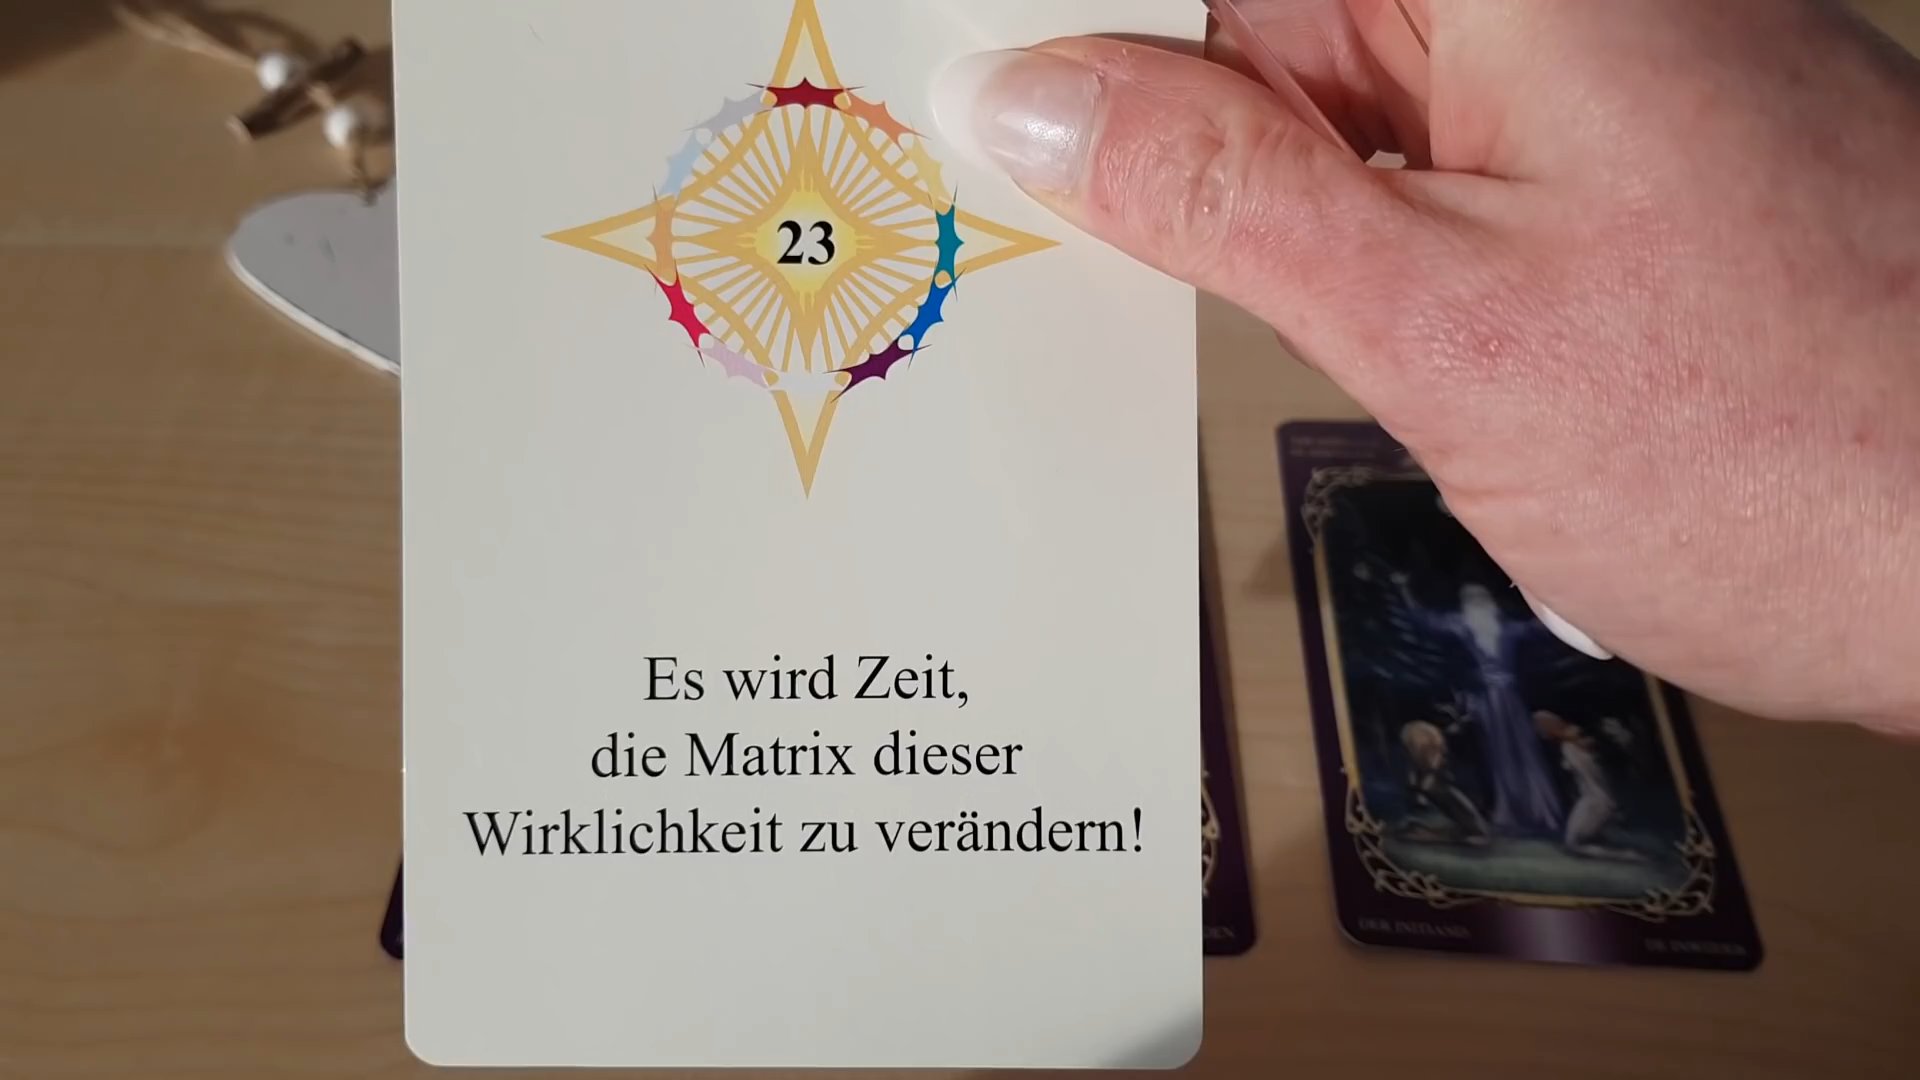 23
Es wird Zeit,
die Matrix dieser
Wirklichkeit zu verändern!